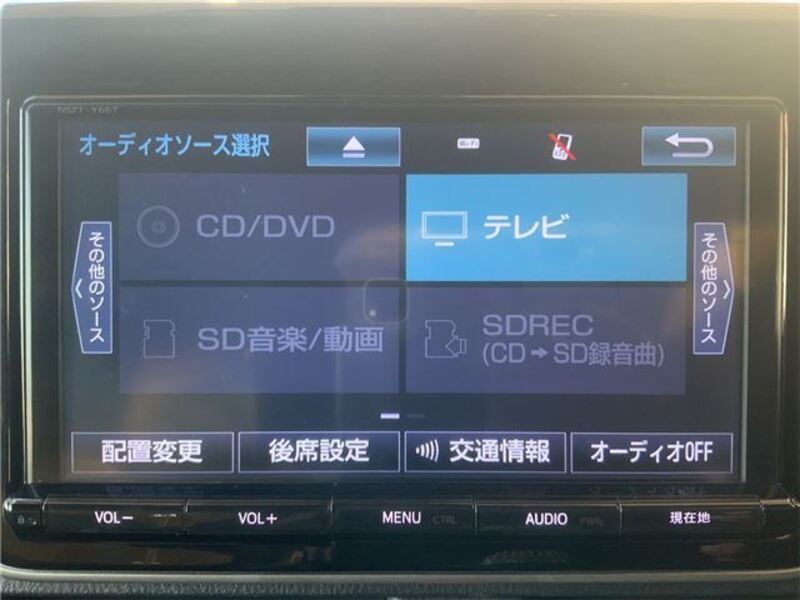 NSZT-Y66T
オーディオソース選択
Wi-Fi
CD/DVD
テレビ
その他のソース
その他のソース
SD音楽/動画
SDREC
(CD➡SD録音曲)
配置変更
後席設定
交通情報
オーディオOFF
VOL−
VOL+
MENU CTRL
AUDIO PWR
現在地